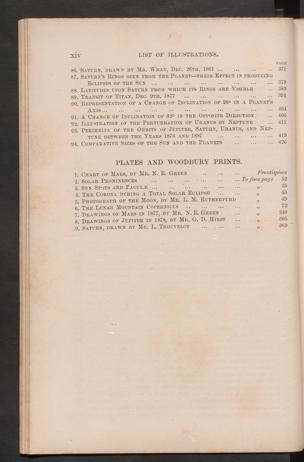 xiv LIST OF ILLUSTRATIONS.
PAGE
86. Saturn, drawn by Mr. Wray, Dec. 26th, 1861 ... ... ... 371
87. Saturn's Rings seen from the Planet—their Effect in producing
Eclipses of the Sun ... ... ... ... ... ... 379
88. Latitudes upon Saturn from which its Rings are Visible ... 383
89. Transit of Titan, Dec. 9th, 1877 ... ... ... ... 391
90. Representation of a Change of Inclination of 98° in a Planet's
Axis ... ... ... ... ... ... ... 404
91. A Change of Inclination of 82° in the Opposite Direction ... 406
92. Illustration of the Perturbation of Uranus by Neptune ... 411
93. Perihelia of the Orbits of Jupiter, Saturn, Uranus, and Nep-
tune between the Years 1876 and 1887 ... ... ... 419
94. Comparative Sizes of the Sun and the Planets ... ... 426
PLATES AND WOODBURY PRINTS.
1. Chart of Mars, by Mr. N. E. Green ... ... ... Frontispiece
2. Solar Prominences ... ... ... ... To face page 52
3. Sun Spots and Faculæ ... ... ... ... „ 35
4. The Corona during a Total Solar Eclipse ... ... „
5. Photograph of the Moon, by Mr. L. M. Rutherfurd ... „ 49
6. The Lunar Mountain Copernicus ... ... ... „ 72
7. Drawings of Mars in 1877, by Mr. N. E. Green ... „
8. Drawings of Jupiter in 1878, by Mr. G. D. Hirst ... „ 305
9. Saturn, drawn by Mr. L. Trouvelot ... ... ... „ 369